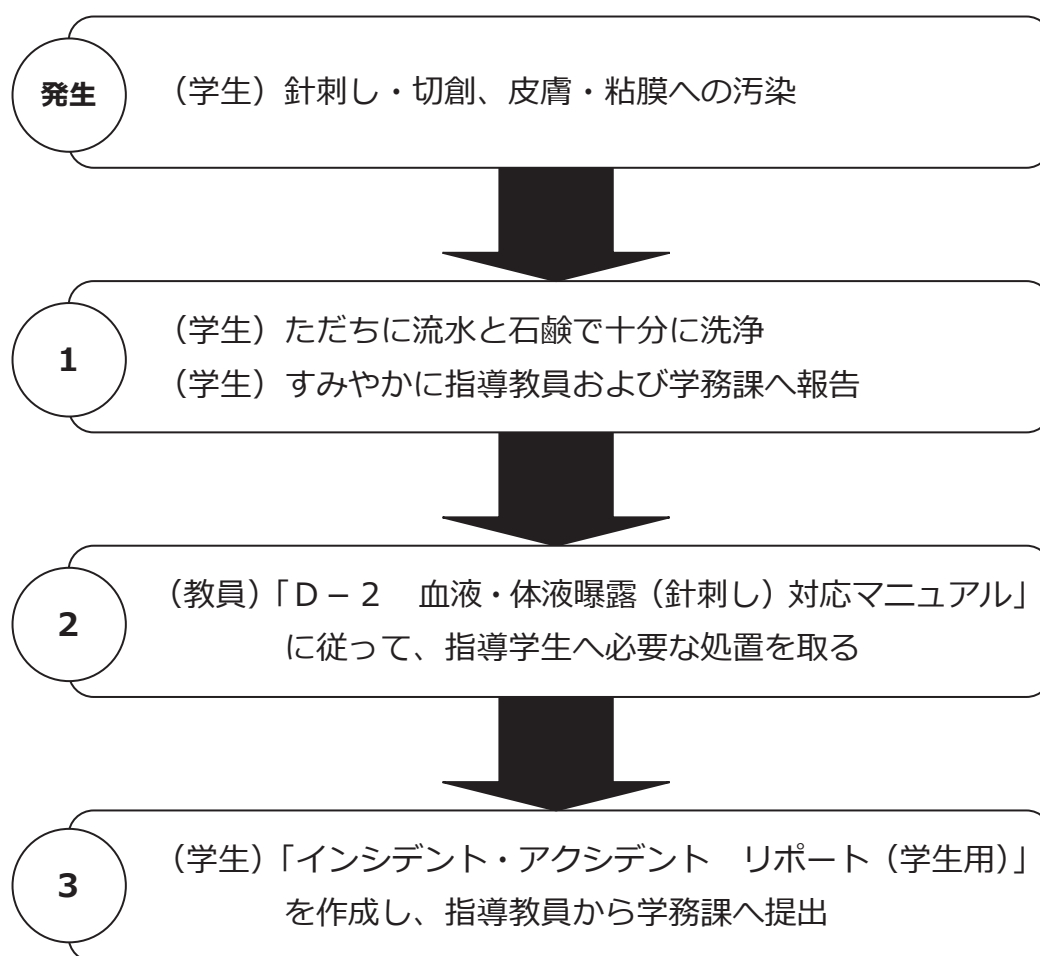 発生
（学生）針刺し・切創、皮膚・粘膜への汚染
1
（学生）ただちに流水と石鹸で十分に洗浄
（学生）すみやかに指導教員および学務課へ報告
2
（教員）「Ｄ－２　血液・体液曝露（針刺し）対応マニュアル」
に従って、指導学生へ必要な処置を取る
3
（学生）「インシデント・アクシデント　リポート（学生用）」
を作成し、指導教員から学務課へ提出